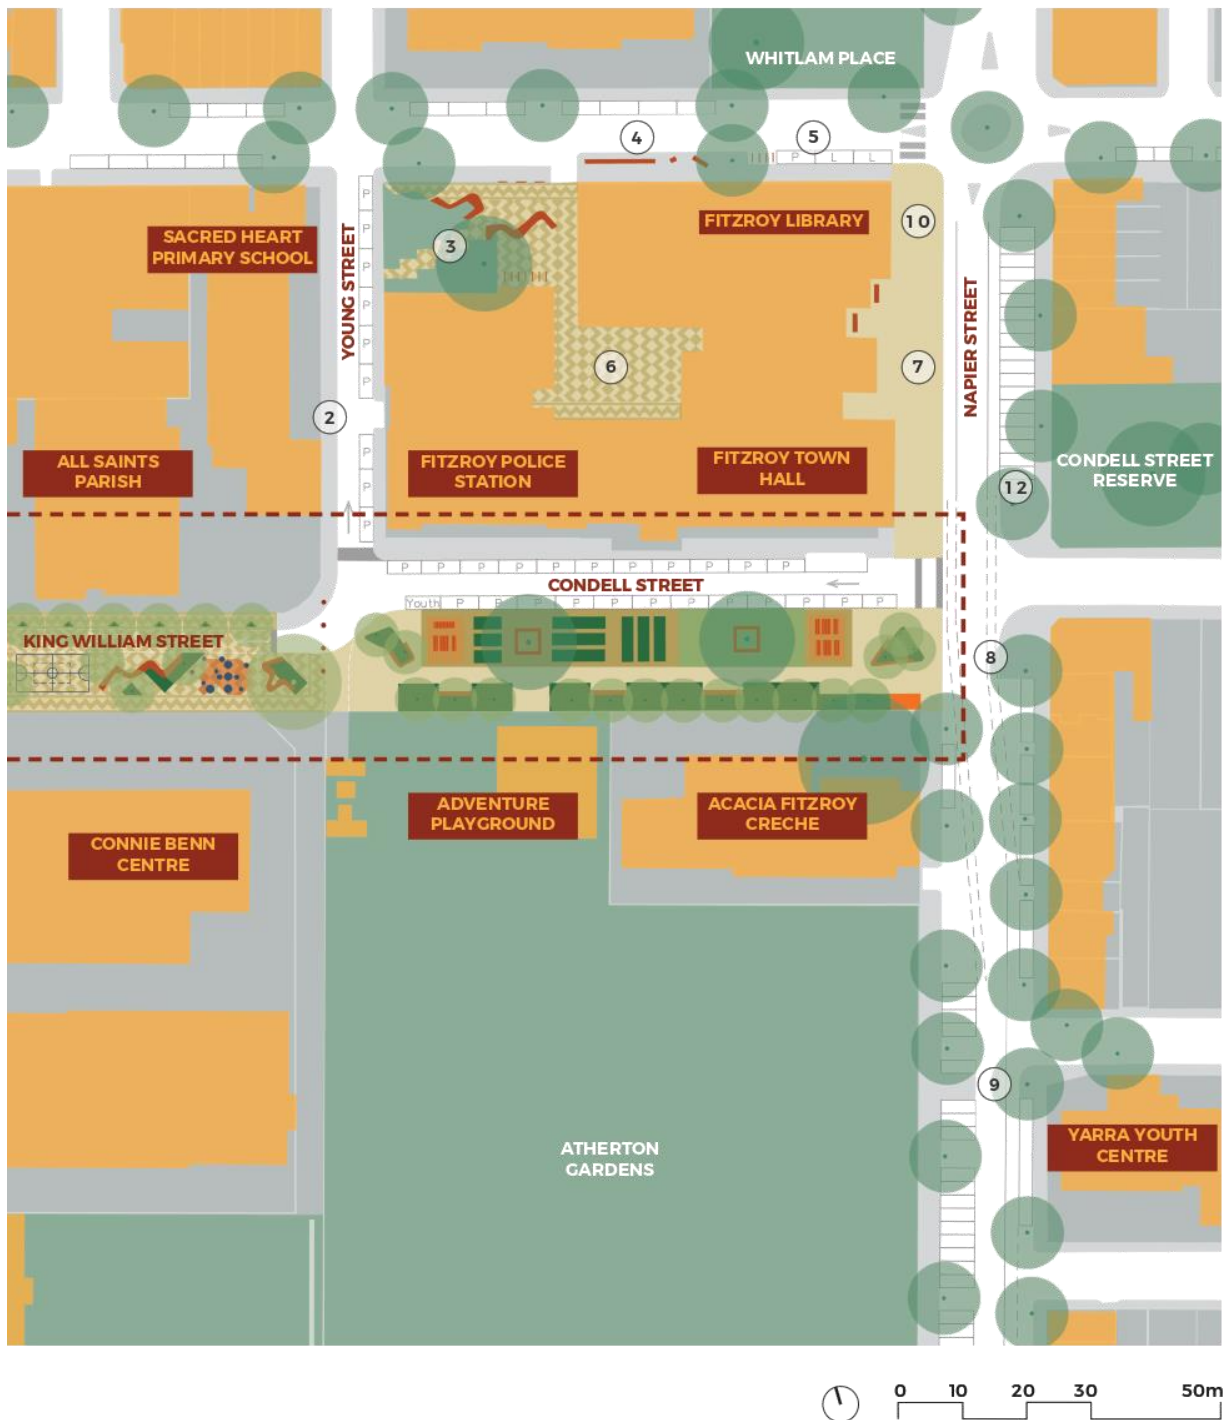 WHITLAM PLACE
4
5
P L L
SACRED HEART
PRIMARY SCHOOL
YOUNG STREET
P
P
P
P
P
P
3
FITZROY LIBRARY
10
NAPIER STREET
6
7
2
ALL SAINTS
PARISH
P
P
P
FITZROY POLICE
STATION
FITZROY TOWN
HALL
CONDELL STREET
RESERVE
12
P P P P P P P P P P P
CONDELL STREET
Youth P P P P P P P P P P P P
KING WILLIAM STREET
8
ADVENTURE
PLAYGROUND
ACACIA FITZROY
CRECHE
CONNIE BENN
CENTRE
9
ATHERTON
GARDENS
YARRA YOUTH
CENTRE
0 10 20 30 50m